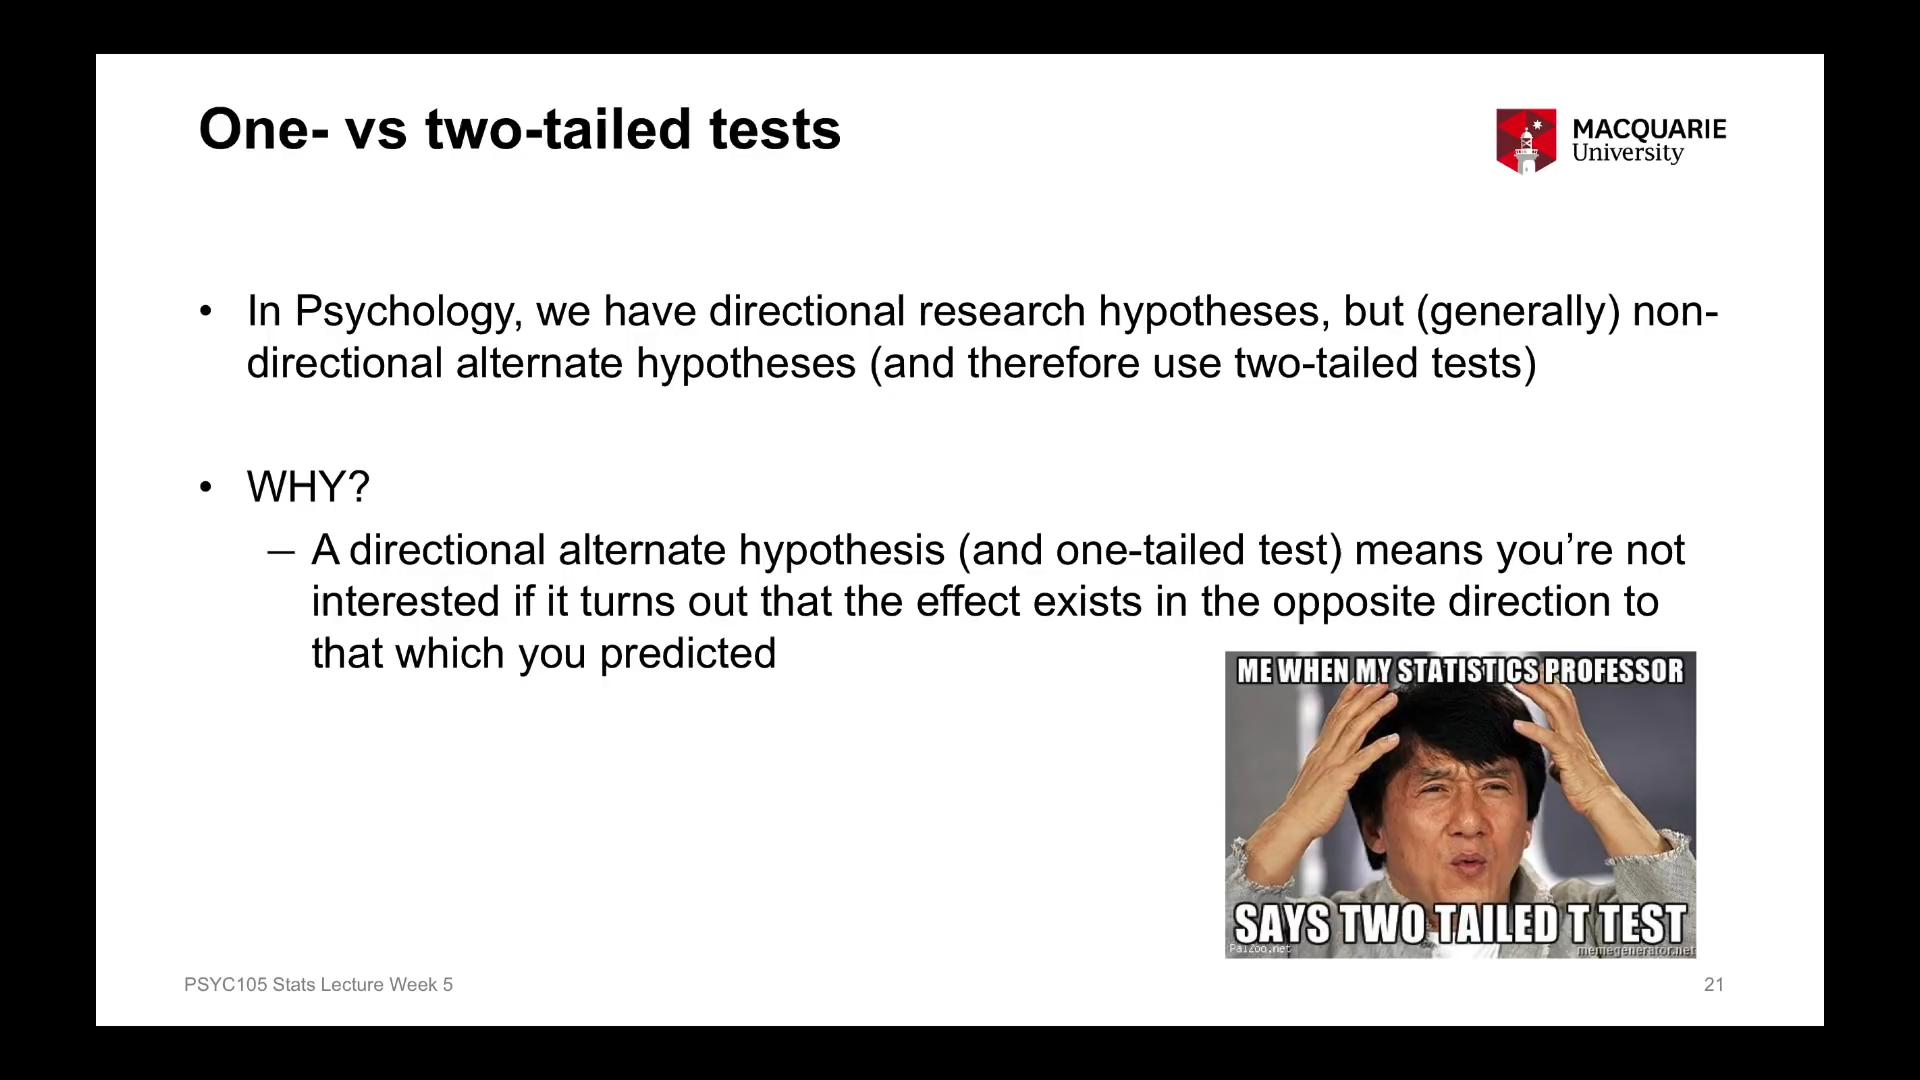 One- vs two-tailed tests
MACQUARIE
University
• In Psychology, we have directional research hypotheses, but (generally) non-
directional alternate hypotheses (and therefore use two-tailed tests)
• WHY?
– A directional alternate hypothesis (and one-tailed test) means you’re not
interested if it turns out that the effect exists in the opposite direction to
that which you predicted
ME WHEN MY STATISTICS PROFESSOR
SAYS TWO TAILED T TEST
PalZoo.net
memegenerator.net
PSYC105 Stats Lecture Week 5
21